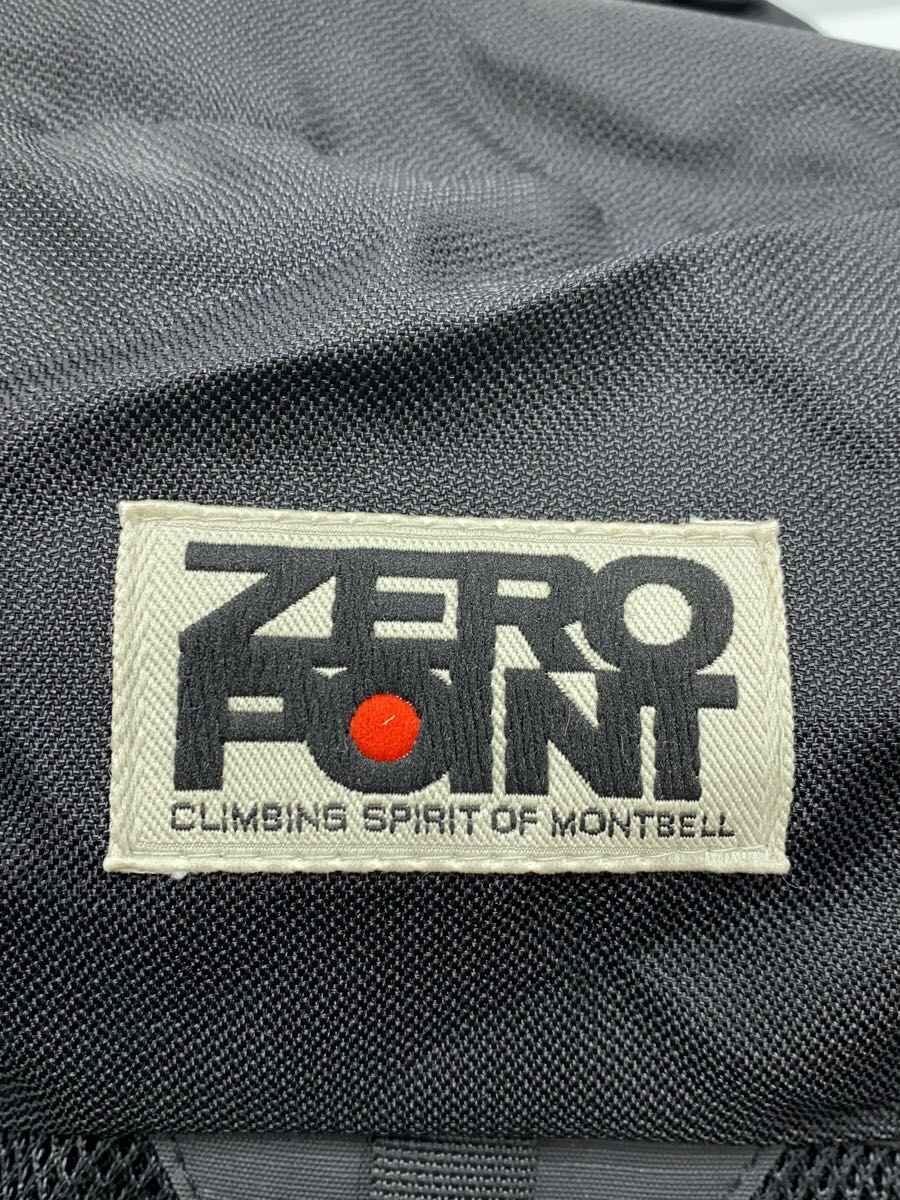 ZERO
POINT
CLIMBING SPIRIT OF MONTBELL